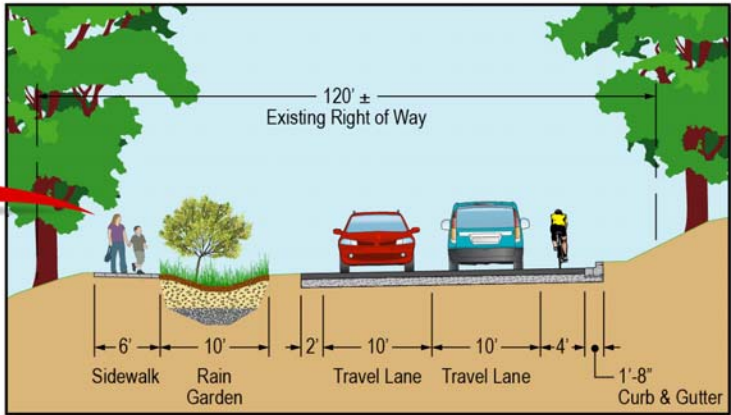 120' ±
Existing Right of Way
6' 10' 2' 10' 10' 4'
Sidewalk Rain Garden Travel Lane Travel Lane 1'-8" Curb & Gutter